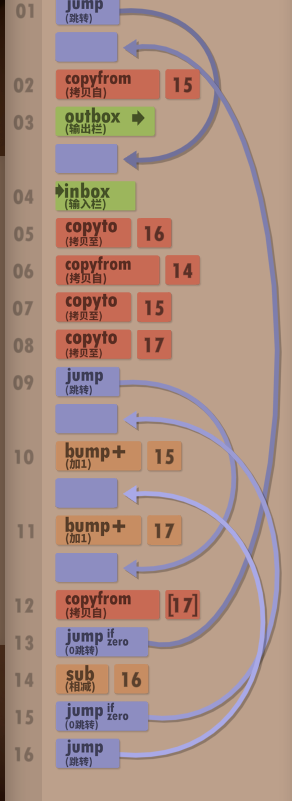 01 jump
(跳转)
02 copyfrom 15
(拷贝自)
03 outbox
(输出栏)
04 inbox
(输入栏)
05 copyto 16
(拷贝至)
06 copyfrom 14
(拷贝自)
07 copyto 15
(拷贝至)
08 copyto 17
(拷贝至)
09 jump
(跳转)
10 bump+ 15
(加1)
11 bump+ 17
(加1)
12 copyfrom [17]
(拷贝自)
13 jump if zero
(0跳转)
14 sub 16
(相减)
15 jump if zero
(0跳转)
16 jump
(跳转)